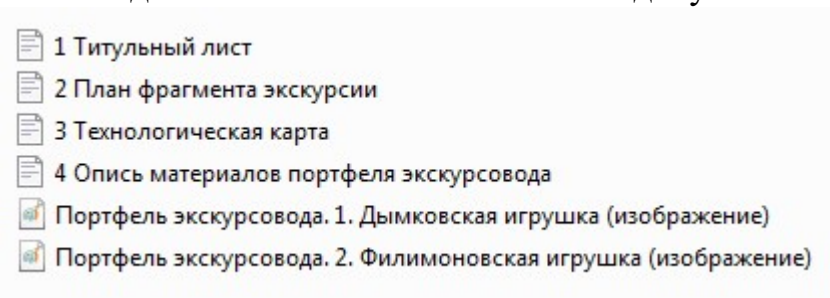 1 Титульный лист
2 План фрагмента экскурсии
3 Технологическая карта
4 Опись материалов портфеля экскурсовода
Портфель экскурсовода. 1. Дымковская игрушка (изображение)
Портфель экскурсовода. 2. Филимоновская игрушка (изображение)